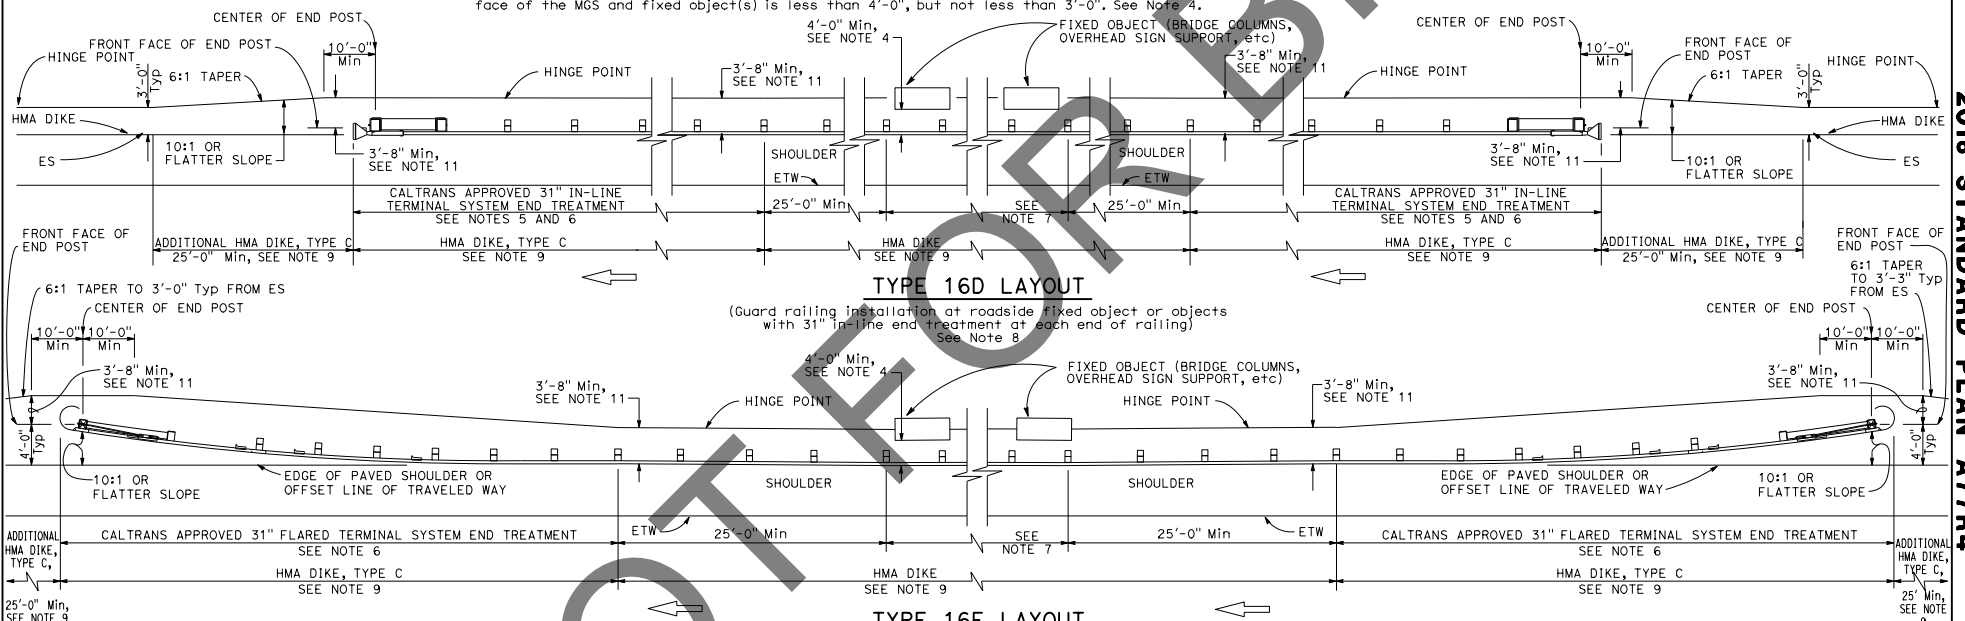 face of the MGS and fixed object(s) is less than 4'-0", but not less than 3'-0". See Note 4.
CENTER OF END POST
FRONT FACE OF END POST
HINGE POINT
3'-0"
Typ
6:1 TAPER
10'-0"
Min
HINGE POINT
3'-8" Min,
SEE NOTE 11
4'-0" Min,
SEE NOTE 4
FIXED OBJECT (BRIDGE COLUMNS,
OVERHEAD SIGN SUPPORT, etc)
3'-8" Min,
SEE NOTE 11
HINGE POINT
CENTER OF END POST
10'-0"
Min
FRONT FACE OF
END POST
6:1 TAPER
3'-0"
Typ
HINGE POINT
HMA DIKE
ES
10:1 OR
FLATTER SLOPE
3'-8" Min,
SEE NOTE 11
SHOULDER
ETW
SHOULDER
ETW
3'-8" Min,
SEE NOTE 11
10:1 OR
FLATTER SLOPE
HMA DIKE
ES
CALTRANS APPROVED 31" IN-LINE
TERMINAL SYSTEM END TREATMENT
SEE NOTES 5 AND 6
25'-0" Min
SEE
NOTE 7
25'-0" Min
CALTRANS APPROVED 31" IN-LINE
TERMINAL SYSTEM END TREATMENT
SEE NOTES 5 AND 6
FRONT FACE OF
END POST
ADDITIONAL HMA DIKE, TYPE C
25'-0" Min, SEE NOTE 9
HMA DIKE, TYPE C
SEE NOTE 9
HMA DIKE
SEE NOTE 9
HMA DIKE, TYPE C
SEE NOTE 9
ADDITIONAL HMA DIKE, TYPE C
25'-0" Min, SEE NOTE 9
FRONT FACE OF
END POST
TYPE 16D LAYOUT
(Guard railing installation at roadside fixed object or objects
with 31" in-line end treatment at each end of railing)
See Note 8
6:1 TAPER TO 3'-0" Typ FROM ES
CENTER OF END POST
10'-0"
Min
10'-0"
Min
3'-8" Min,
SEE NOTE 11
3'-8" Min,
SEE NOTE 11
HINGE POINT
4'-0" Min,
SEE NOTE 4
FIXED OBJECT (BRIDGE COLUMNS,
OVERHEAD SIGN SUPPORT, etc)
HINGE POINT
3'-8" Min,
SEE NOTE 11
6:1 TAPER
TO 3'-3" Typ
FROM ES
CENTER OF END POST
10'-0"
Min
10'-0"
Min
3'-8" Min,
SEE NOTE 11
4'-0"
Typ
10:1 OR
FLATTER SLOPE
EDGE OF PAVED SHOULDER OR
OFFSET LINE OF TRAVELED WAY
SHOULDER
SHOULDER
EDGE OF PAVED SHOULDER OR
OFFSET LINE OF TRAVELED WAY
10:1 OR
FLATTER SLOPE
4'-0"
Typ
ADDITIONAL
HMA DIKE,
TYPE C,
25'-0" Min,
SEE NOTE 9
CALTRANS APPROVED 31" FLARED TERMINAL SYSTEM END TREATMENT
SEE NOTE 6
ETW
25'-0" Min
SEE
NOTE 7
25'-0" Min
ETW
CALTRANS APPROVED 31" FLARED TERMINAL SYSTEM END TREATMENT
SEE NOTE 6
ADDITIONAL
HMA DIKE,
TYPE C,
25' Min,
SEE NOTE
9
HMA DIKE, TYPE C
SEE NOTE 9
HMA DIKE
SEE NOTE 9
HMA DIKE, TYPE C
SEE NOTE 9
TYPE 16E LAYOUT
2018 STANDARD PLAN A77R4
OT FOR B